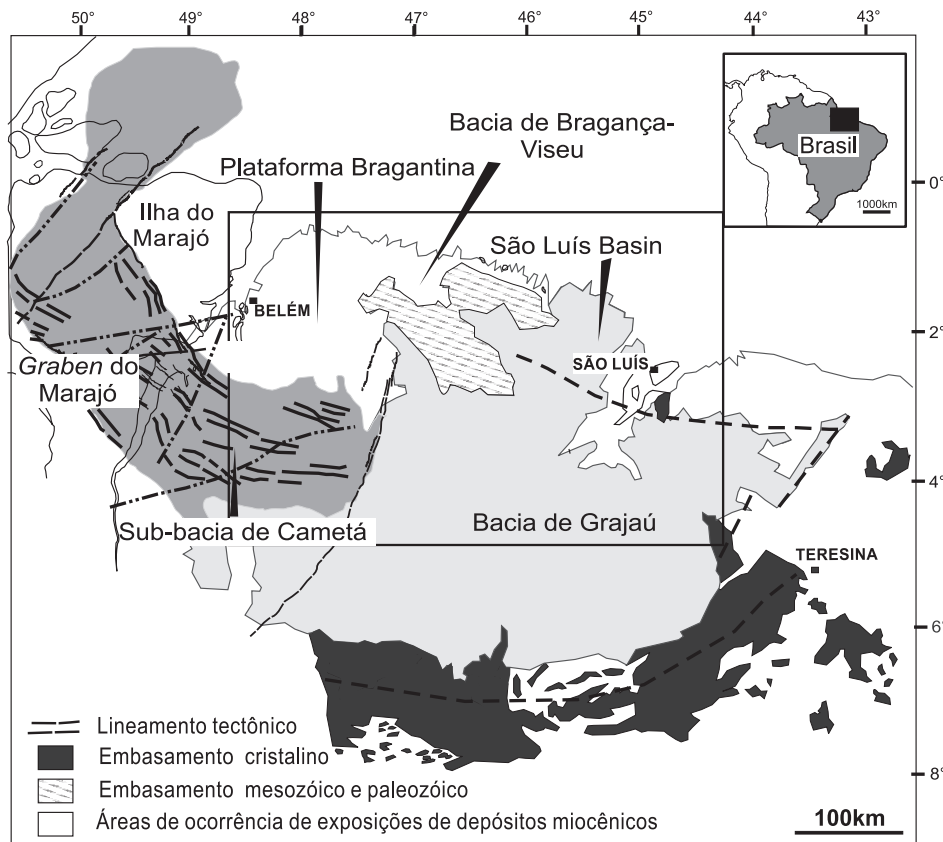 50° 49° 48° 47° 46° 45° 44° 43°
Brasil
1000km
Bacia de Bragança-
Viseu
Plataforma Bragantina
0°
Ilha do
Marajó
São Luís Basin
BELÉM
2°
SÃO LUÍS
Graben do
Marajó
4°
Sub-bacia de Cametá
Bacia de Grajaú
TERESINA
6°
Lineamento tectônico
Embasamento cristalino
Embasamento mesozóico e paleozóico
8°
Áreas de ocorrência de exposições de depósitos miocênicos
100km